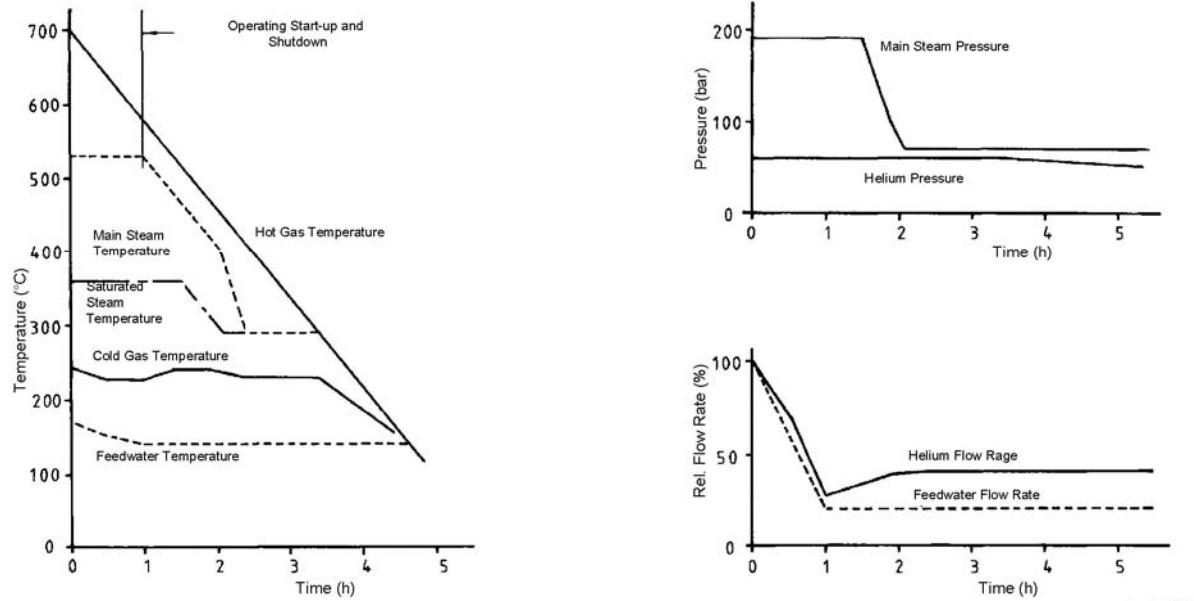 Operating Start-up and
Shutdown
Temperature (°C)
700
600
500
400
300
200
100
0
Main Steam
Temperature
Saturated
Steam
Temperature
Hot Gas Temperature
Cold Gas Temperature
Feedwater Temperature
0 1 2 3 4 5
Time (h)
Pressure (bar)
200
100
0
Main Steam Pressure
Helium Pressure
0 1 2 3 4 5
Time (h)
Rel. Flow Rate (%)
100
50
0
Helium Flow Rage
Feedwater Flow Rate
0 1 2 3 4 5
Time (h)